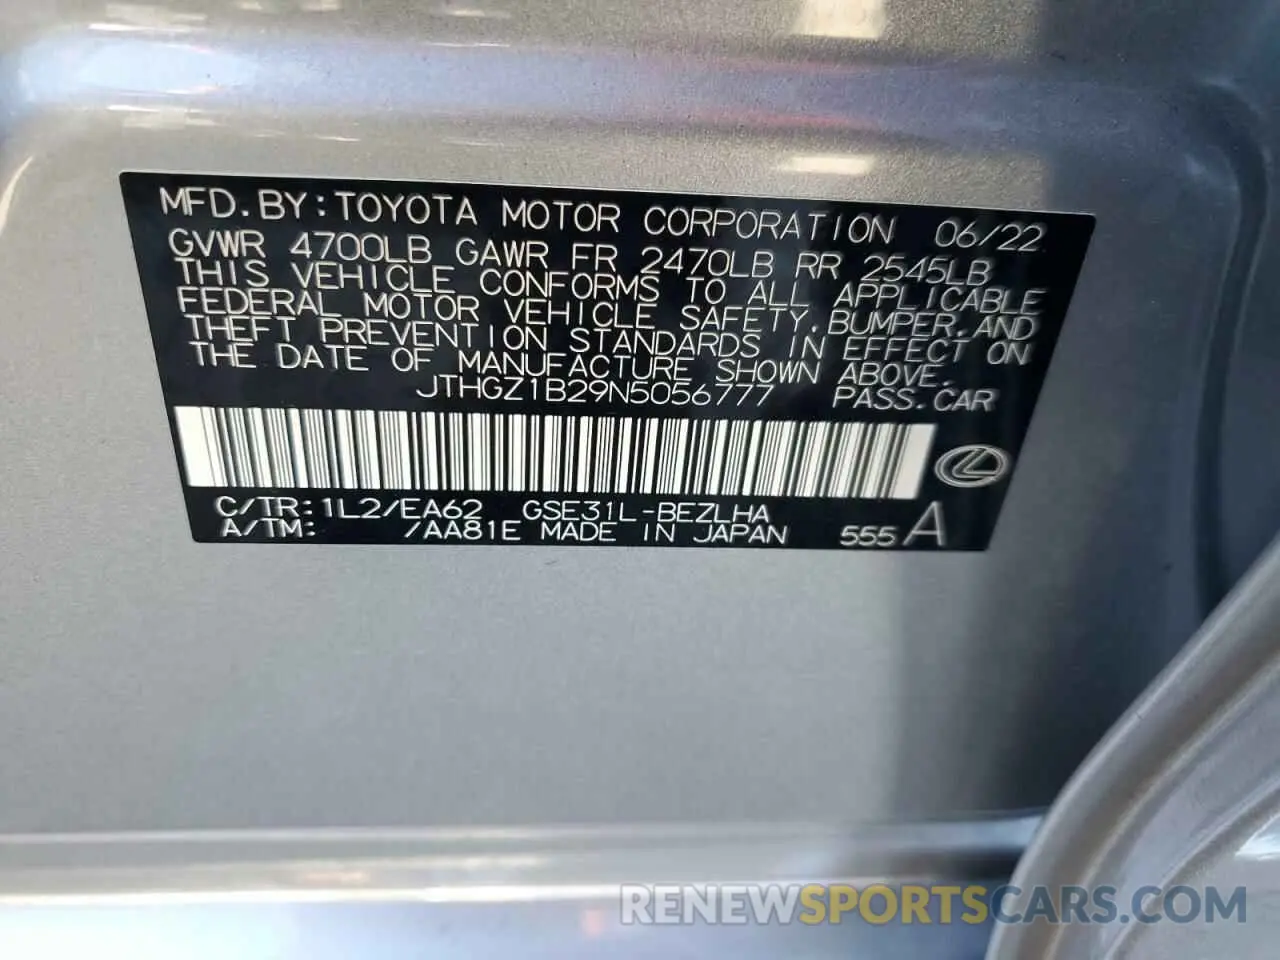 MFD.BY:TOYOTA MOTOR CORPORATION 06/22
GVWR 4700LB GAWR FR 2470LB RR 2545LB
THIS VEHICLE CONFORMS TO ALL APPLICABLE
FEDERAL MOTOR VEHICLE SAFETY,BUMPER,AND
THEFT PREVENTION STANDARDS IN EFFECT ON
THE DATE OF MANUFACTURE SHOWN ABOVE.
JTHGZ1B29N5056777 PASS.CAR
C/TR:1L2/EA62 GSE31L-BEZLHA
A/TM: /AA81E MADE IN JAPAN 555 A
RENEWSPORTSCARS.COM